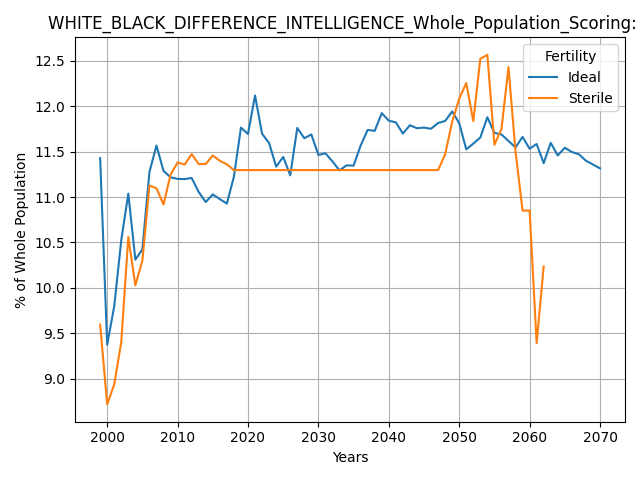 WHITE_BLACK_DIFFERENCE_INTELLIGENCE_Whole_Population_Scoring:
Fertility
Ideal
Sterile
% of Whole Population
12.5
12.0
11.5
11.0
10.5
10.0
9.5
9.0
2000 2010 2020 2030 2040 2050 2060 2070
Years